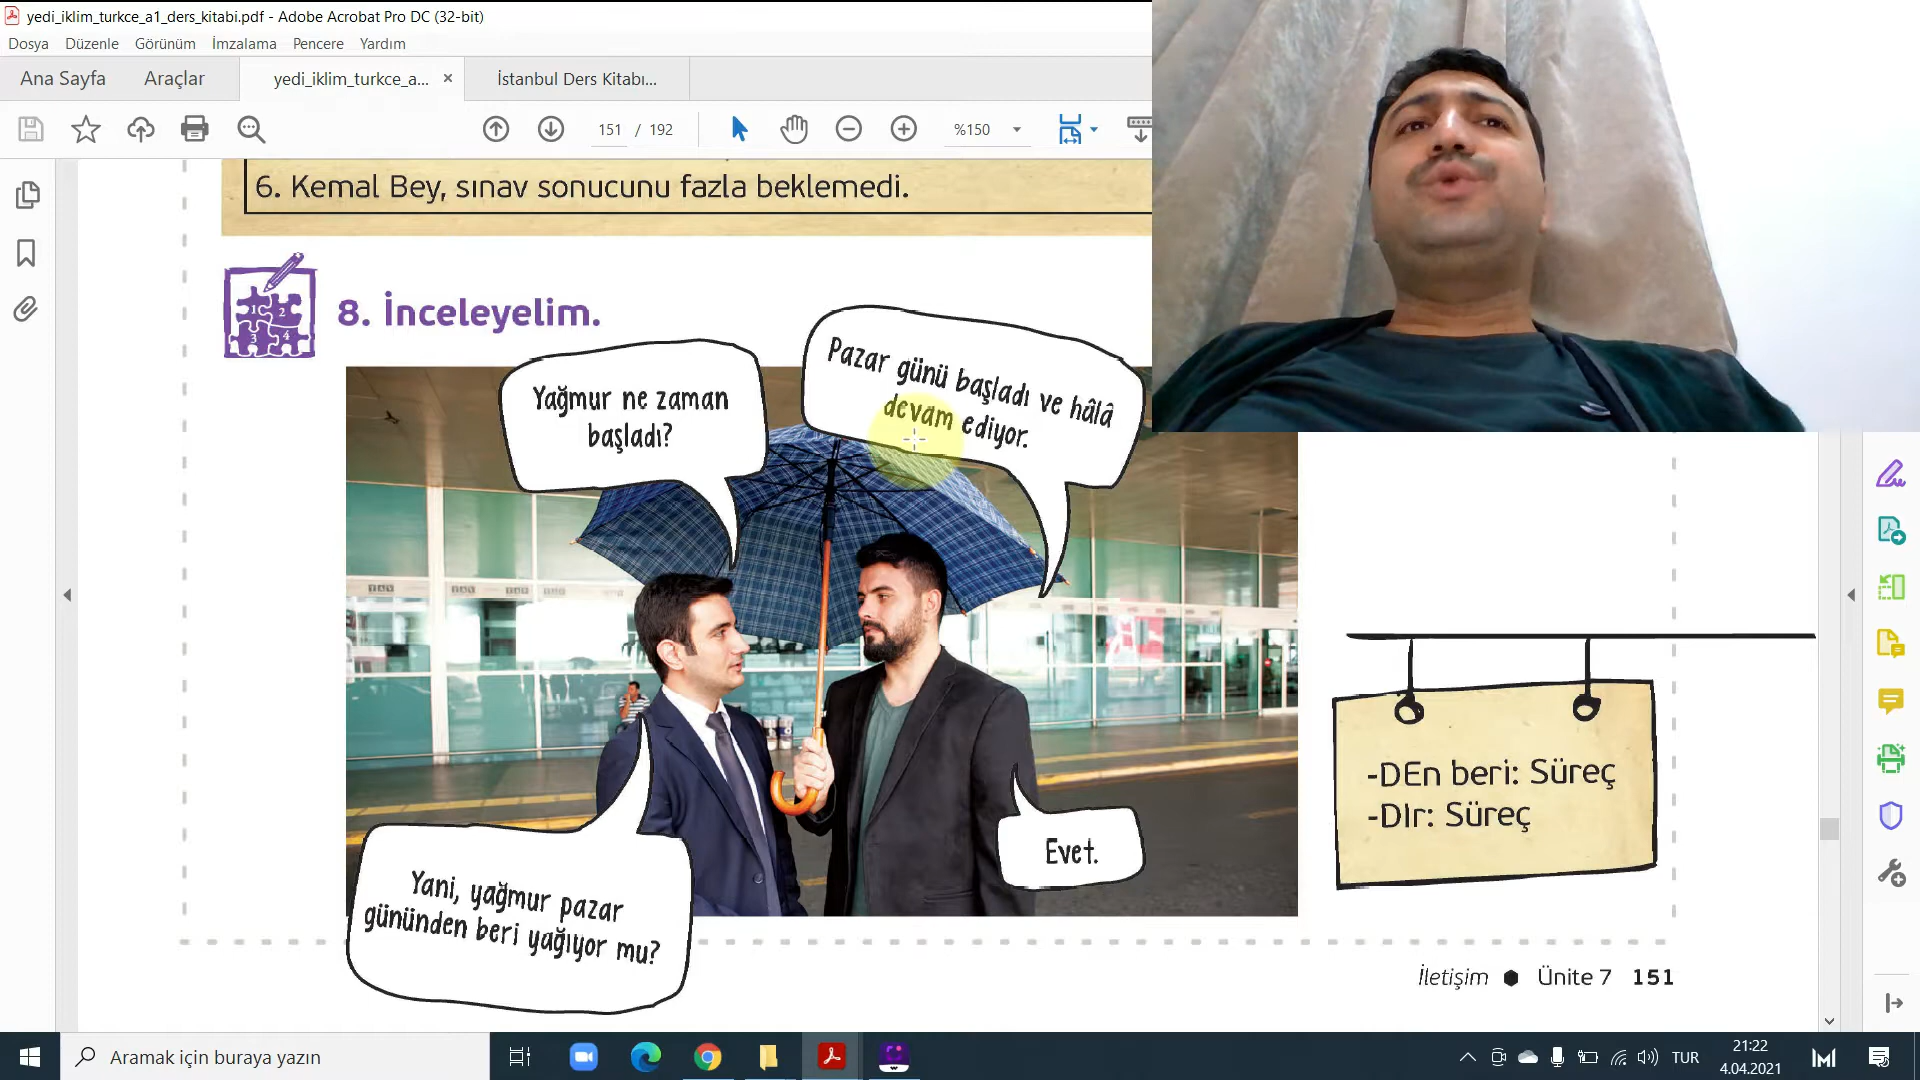 yedi_iklim_turkce_a1_ders_kitabi.pdf - Adobe Acrobat Pro DC (32-bit)
Dosya Düzenle Görünüm İmzalama Pencere Yardım
Ana Sayfa Araçlar yedi_iklim_turkce_a... × İstanbul Ders Kitabı...
151 / 192 %150
6. Kemal Bey, sınav sonucunu fazla beklemedi.
8. İnceleyelim.
Yağmur ne zaman
başladı?
Pazar günü başladı ve hâlâ
devam ediyor.
Yani, yağmur pazar
gününden beri yağıyor mu?
Evet.
-DEn beri: Süreç
-DIr: Süreç
İletişim ● Ünite 7 151
Aramak için buraya yazın
TUR
21:22
4.04.2021